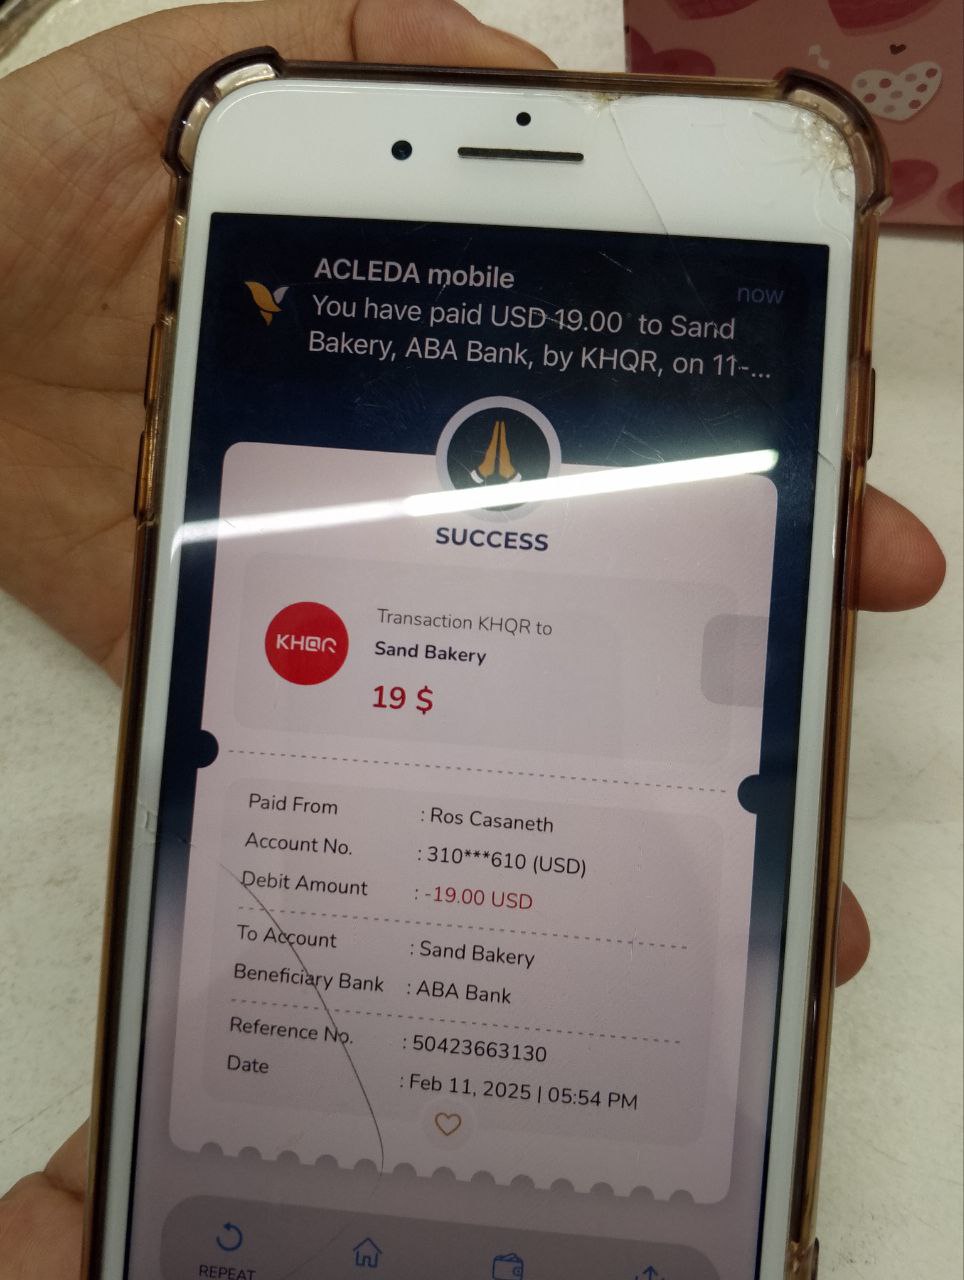 ACLEDA mobile
now
You have paid USD 19.00 to Sand
Bakery, ABA Bank, by KHQR, on 11-...
SUCCESS
KHQR
Transaction KHQR to
Sand Bakery
19 $
Paid From : Ros Casaneth
Account No. : 310***610 (USD)
Debit Amount : -19.00 USD
To Account : Sand Bakery
Beneficiary Bank : ABA Bank
Reference No. : 50423663130
Date : Feb 11, 2025 | 05:54 PM
REPEAT